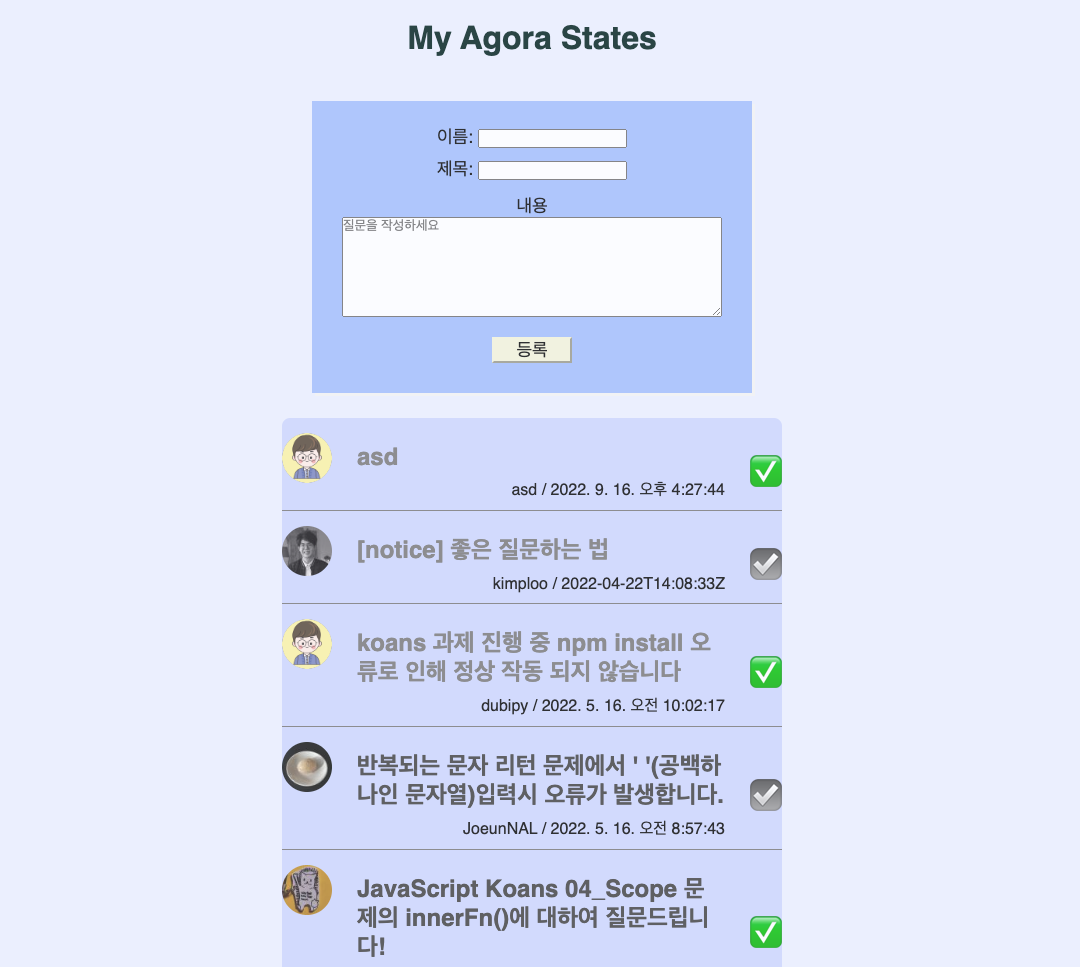 My Agora States
이름:
제목:
내용
질문을 작성하세요
등록
asd
asd / 2022. 9. 16. 오후 4:27:44
[notice] 좋은 질문하는 법
kimploo / 2022-04-22T14:08:33Z
koans 과제 진행 중 npm install 오
류로 인해 정상 작동 되지 않습니다
dubipy / 2022. 5. 16. 오전 10:02:17
반복되는 문자 리턴 문제에서 ' '(공백하
나인 문자열)입력시 오류가 발생합니다.
JoeunNAL / 2022. 5. 16. 오전 8:57:43
JavaScript Koans 04_Scope 문
제의 innerFn()에 대하여 질문드립니
다!